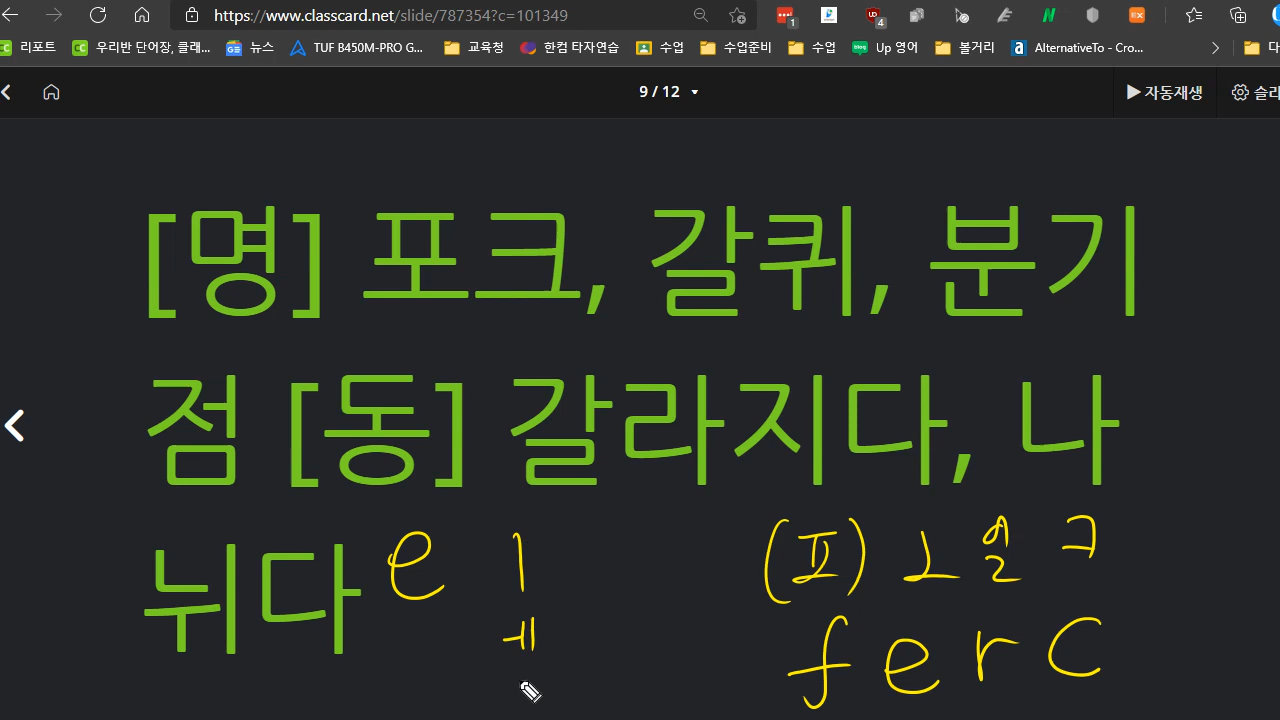 https://www.classcard.net/slide/787354?c=101349
리포트 우리반 단어장, 클래... 뉴스 TUF B450M-PRO G... 교육청 한컴 타자연습 수업 수업준비 수업 Up 영어 볼거리 AlternativeTo - Cro... 다
9 / 12 자동재생 슬라
[명] 포크, 갈퀴, 분기
점 [동] 갈라지다, 나
뉘다
e ㅣ
ㅔ
(ㅍ) ㅗ ㄹ ㅋ
f e r c